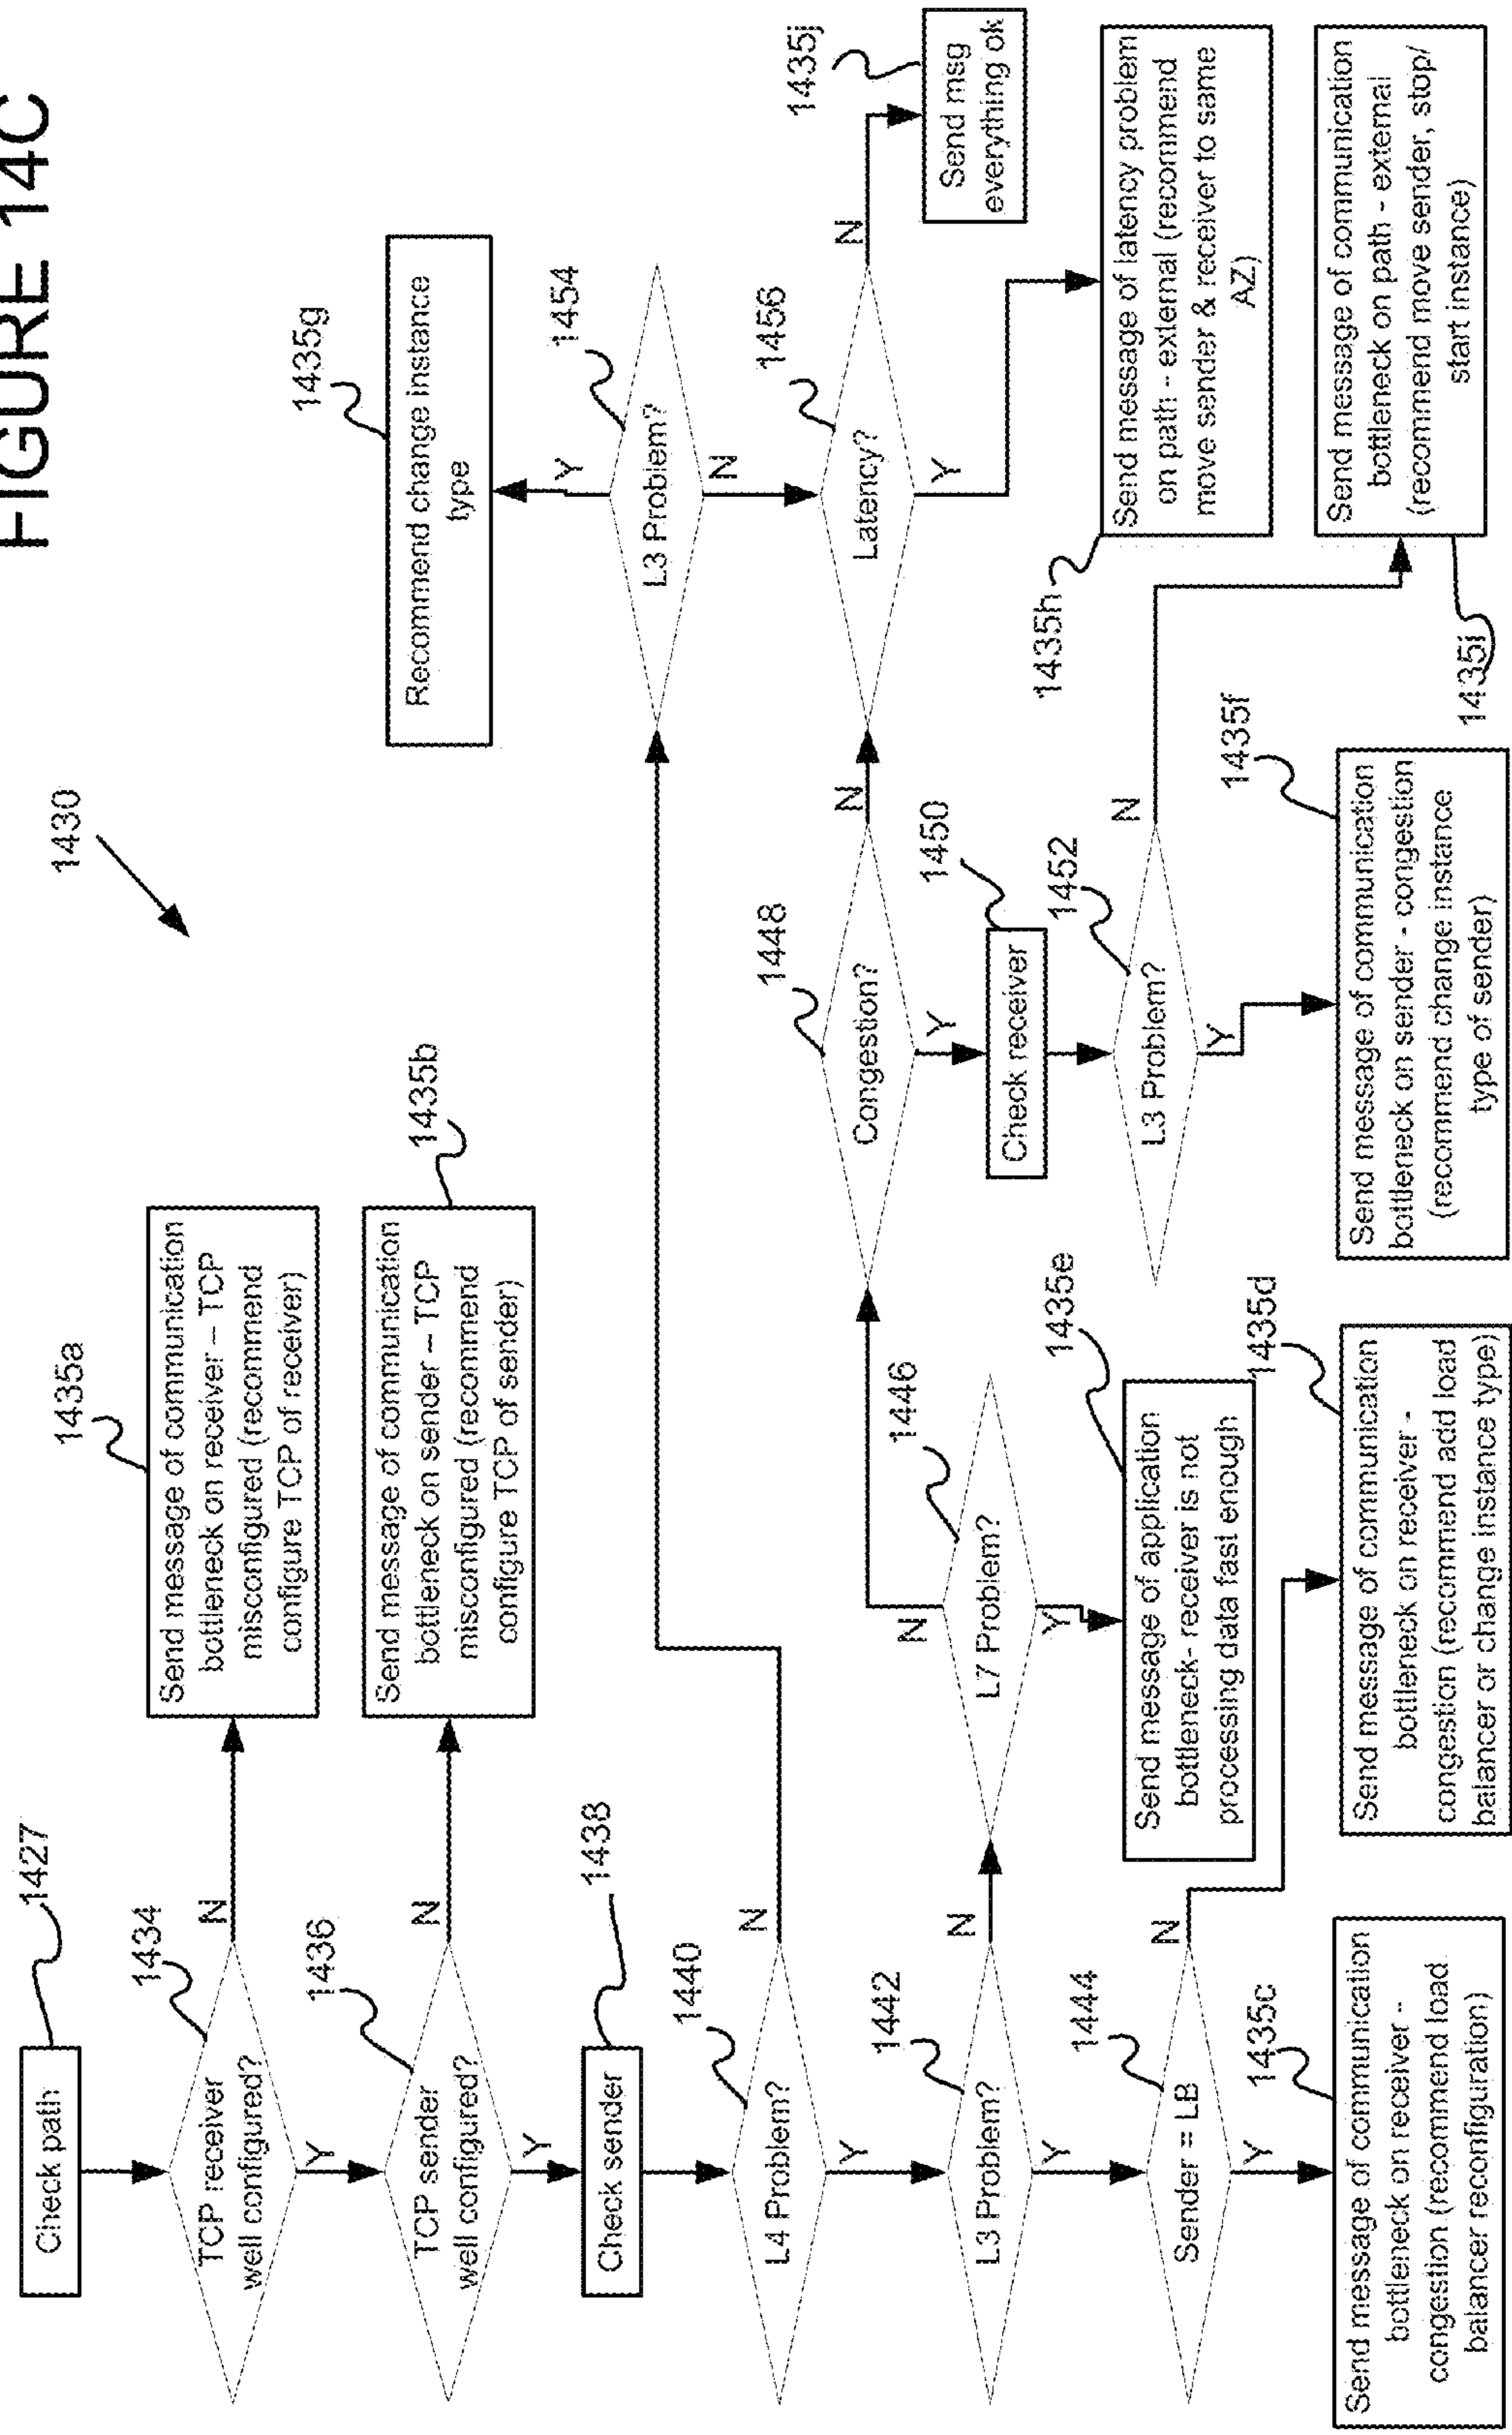 FIGURE 14C
1430
Check path
1427
TCP receiver
well configured?
1434
N
Y
Send message of communication
bottleneck on receiver – TCP
misconfigured (recommend
configure TCP of receiver)
1435a
TCP sender
well configured?
1436
N
Y
Send message of communication
bottleneck on sender – TCP
misconfigured (recommend
configure TCP of sender)
1435b
Check sender
1438
L4 Problem?
1440
N
Y
L3 Problem?
1442
N
Y
Sender = LB
1444
N
Y
Send message of communication
bottleneck on receiver -
congestion (recommend load
balancer reconfiguration)
1435c
Send message of communication
bottleneck on receiver -
congestion (recommend add load
balancer or change instance type)
1435d
L7 Problem?
1446
N
Y
Send message of application
bottleneck- receiver is not
processing data fast enough
1435e
Congestion?
1448
N
Y
Check receiver
1450
L3 Problem?
1452
N
Y
Send message of communication
bottleneck on sender - congestion
(recommend change instance
type of sender)
1435f
Recommend change instance
type
1435g
L3 Problem?
1454
Y
N
Latency?
1456
N
Y
Send msg
everything ok
1435j
Send message of latency problem
on path - external (recommend
move sender & receiver to same
AZ)
1435h
Send message of communication
bottleneck on path - external
(recommend move sender, stop/
start instance)
1435i